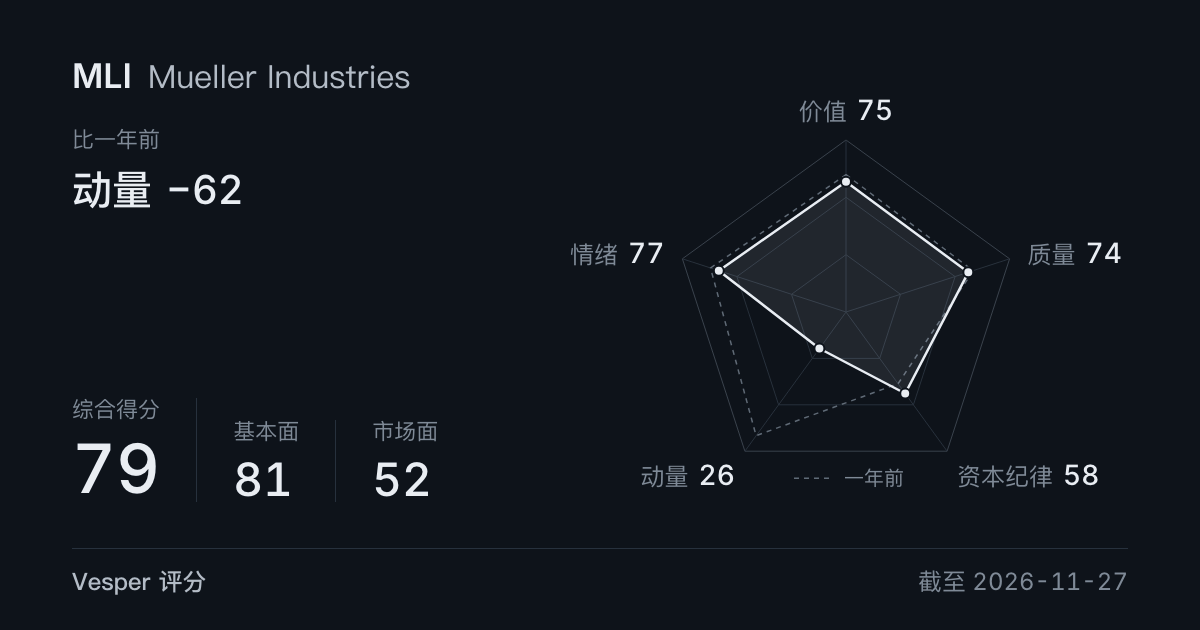 MLI Mueller Industries
比一年前
动量 −62
综合得分
79
基本面
81
市场面
52
价值 75
情绪 77
质量 74
动量 26
一年前
资本纪律 58
Vesper 评分
截至 2026-11-27